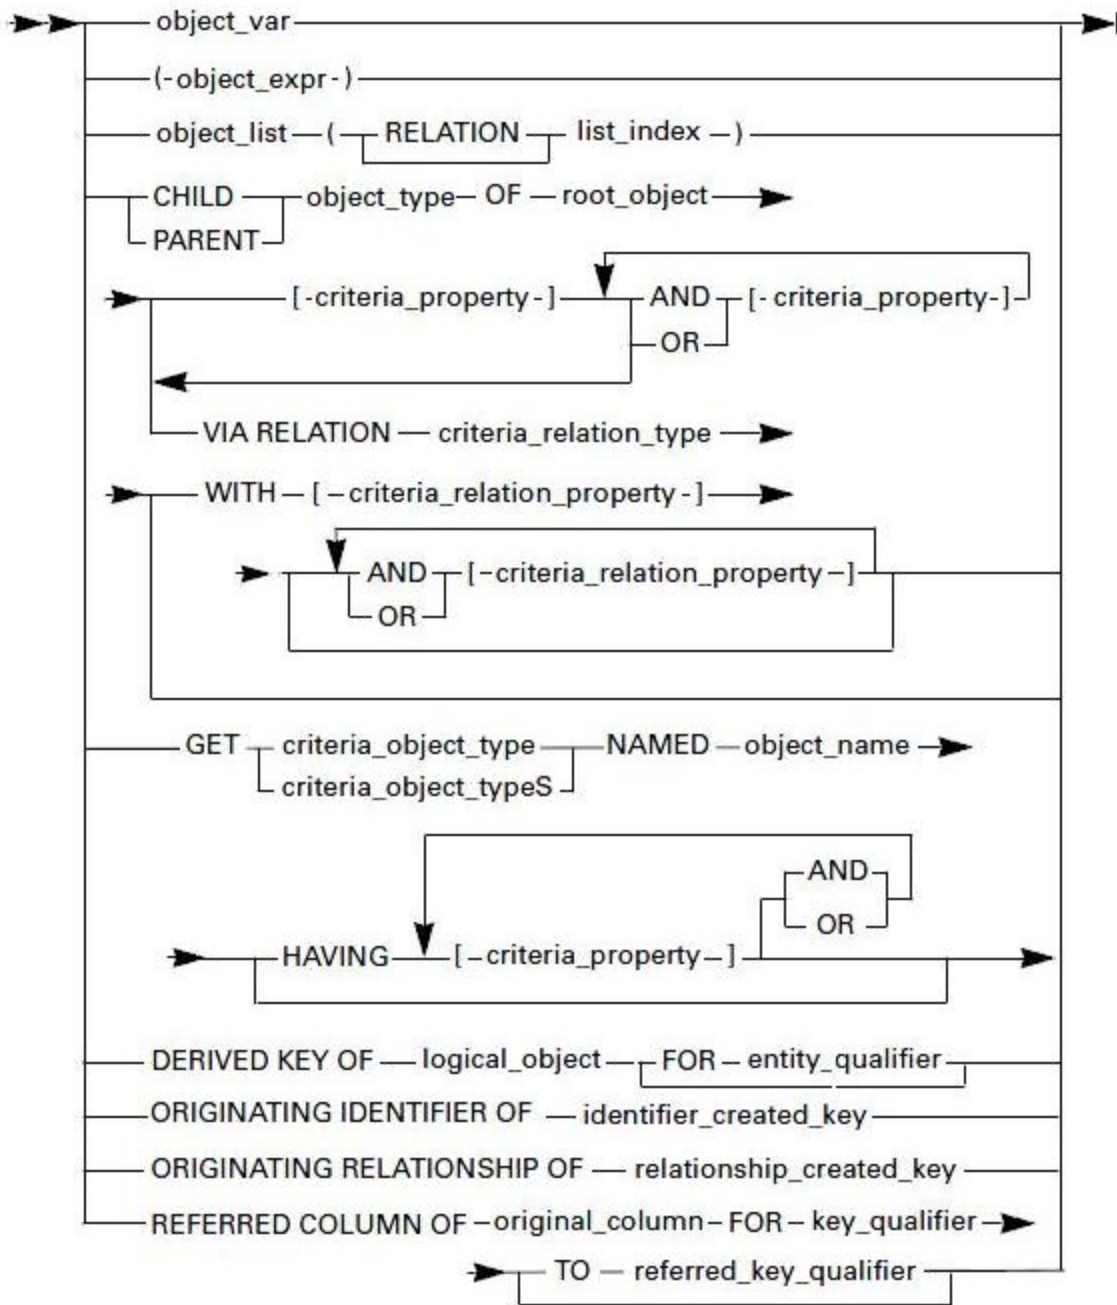 object_var
(-object_expr-)
object_list ( RELATION list_index )
CHILD object_type OF root_object
PARENT
[-criteria_property-] AND [-criteria_property-]
OR
VIA RELATION criteria_relation_type
WITH [-criteria_relation_property-]
AND [-criteria_relation_property-]
OR
GET criteria_object_type NAMED object_name
criteria_object_typeS
AND
OR
HAVING [-criteria_property-]
DERIVED KEY OF logical_object FOR entity_qualifier
ORIGINATING IDENTIFIER OF identifier_created_key
ORIGINATING RELATIONSHIP OF relationship_created_key
REFERRED COLUMN OF original_column FOR key_qualifier
TO referred_key_qualifier